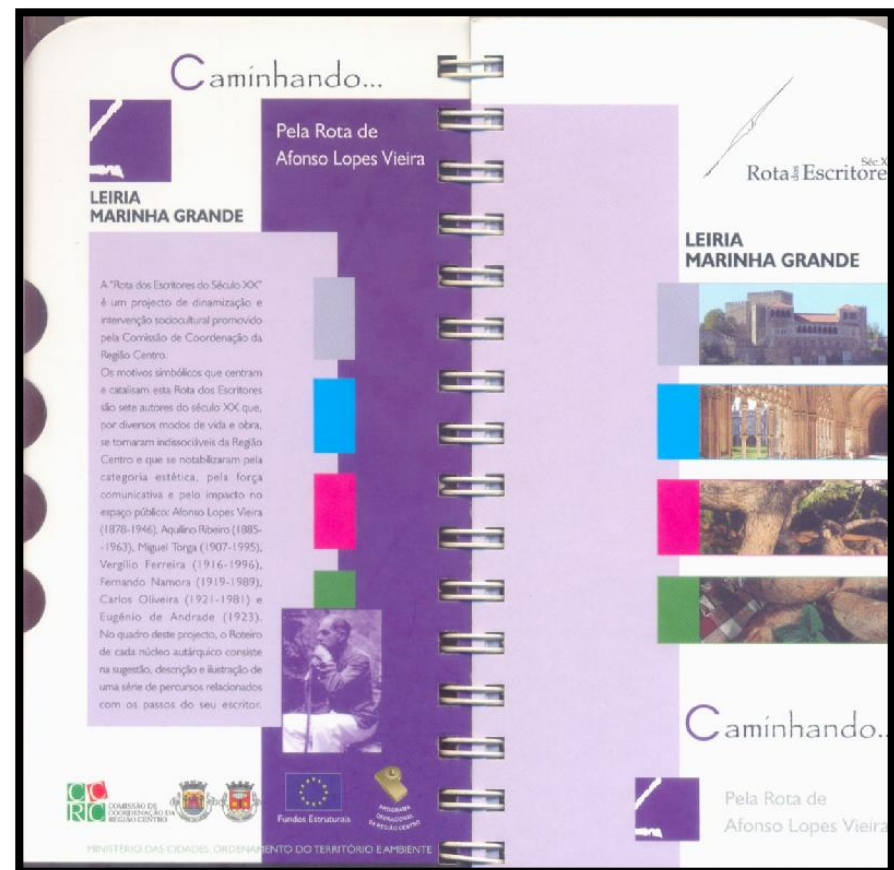 Caminhando...
Pela Rota de
Afonso Lopes Vieira
LEIRIA
MARINHA GRANDE
A "Rota dos Escritores do Século XX"
é um projecto de dinamização e
intervenção sociocultural promovido
pela Comissão de Coordenação da
Região Centro.
Os motivos simbólicos que centram
e catalisam esta Rota dos Escritores
são sete autores do século XX que,
por diversos modos de vida e obra,
se tornaram indissociáveis da Região
Centro e que se notabilizaram pela
categoria estética, pela força
comunicativa e pelo impacto no
espaço público: Afonso Lopes Vieira
(1878-1946), Aquilino Ribeiro (1885-
-1963), Miguel Torga (1907-1995),
Vergílio Ferreira (1916-1996),
Fernando Namora (1919-1989),
Carlos Oliveira (1921-1981) e
Eugénio de Andrade (1923).
No quadro deste projecto, o Roteiro
de cada núcleo autárquico consiste
na sugestão, descrição e ilustração de
uma série de percursos relacionados
com os passos do seu escritor.
CCRC
COMISSÃO DE
COORDENAÇÃO DA
REGIÃO CENTRO
Fundos Estruturais
PROGRAMA
OPERACIONAL
DA REGIÃO CENTRO
MINISTÉRIO DAS CIDADES, ORDENAMENTO DO TERRITÓRIO E AMBIENTE
Séc.X
Rota dos Escritore
LEIRIA
MARINHA GRANDE
Caminhando..
Pela Rota de
Afonso Lopes Vieira